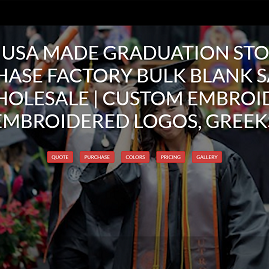 USA MADE GRADUATION STO
HASE FACTORY BULK BLANK S
HOLESALE | CUSTOM EMBROID
EMBROIDERED LOGOS, GREEK
QUOTE PURCHASE COLORS PRICING GALLERY